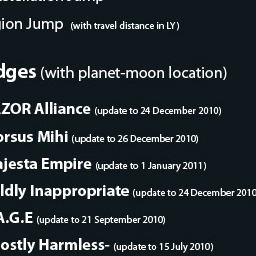 ion Jump (with travel distance in LY)
dges (with planet-moon location)
ZOR Alliance (update to 24 December 2010)
orsus Mihi (update to 26 December 2010)
ajesta Empire (update to 1 January 2011)
ldly Inappropriate (update to 24 December 2010
A.G.E (update to 21 September 2010)
ostly Harmless- (update to 15 July 2010)